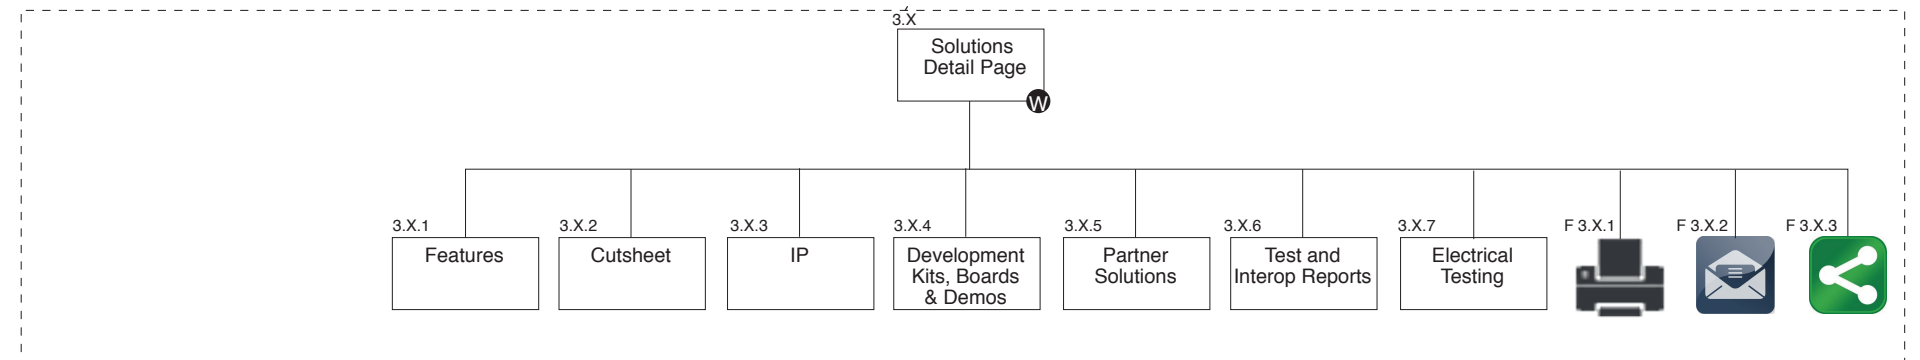 3.X
Solutions
Detail Page
W
3.X.1
3.X.2
3.X.3
3.X.4
3.X.5
3.X.6
3.X.7
F 3.X.1
F 3.X.2
F 3.X.3
Features
Cutsheet
IP
Development
Kits, Boards
& Demos
Partner
Solutions
Test and
Interop Reports
Electrical
Testing